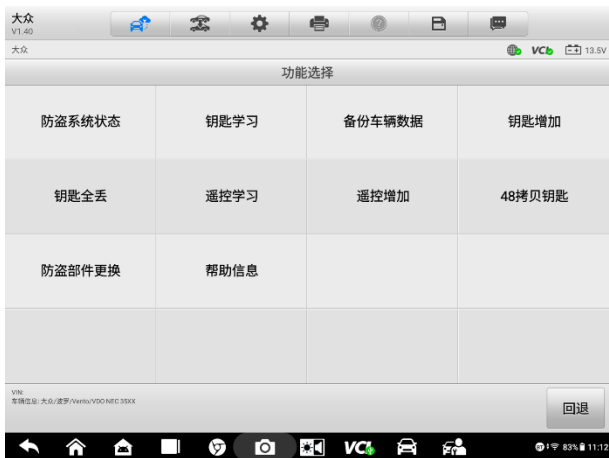 大众
V1.40
大众
VCI
13.5V
功能选择
防盗系统状态
钥匙学习
备份车辆数据
钥匙增加
钥匙全丢
遥控学习
遥控增加
48拷贝钥匙
防盗部件更换
帮助信息
VIN:
车辆信息: 大众/波罗/Vento/VDO NEC 35XX
回退
VCI
83%
11:12